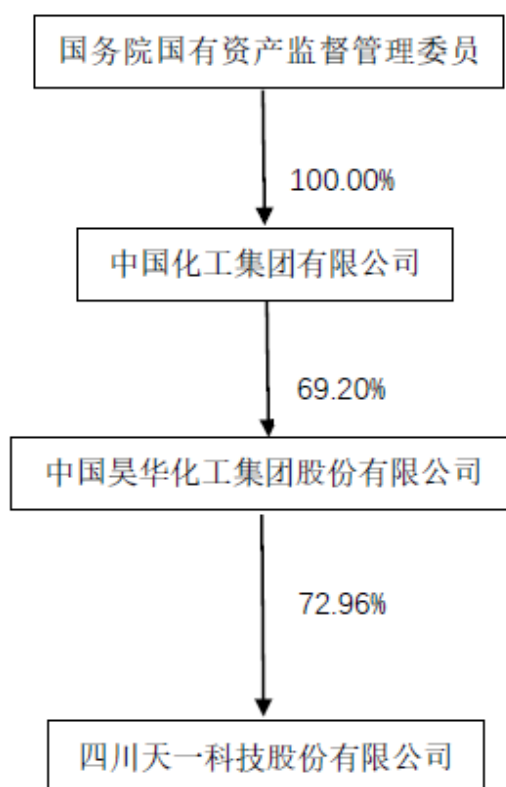 国务院国有资产监督管理委员
100.00%
中国化工集团有限公司
69.20%
中国昊华化工集团股份有限公司
72.96%
四川天一科技股份有限公司